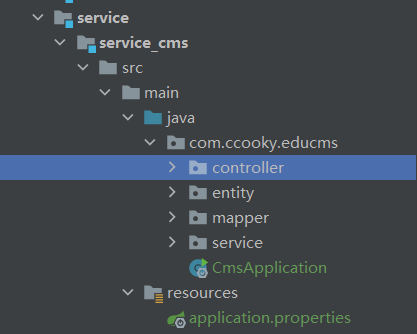 service
service_cms
src
main
java
com.ccooky.educms
controller
entity
mapper
service
CmsApplication
resources
application.properties